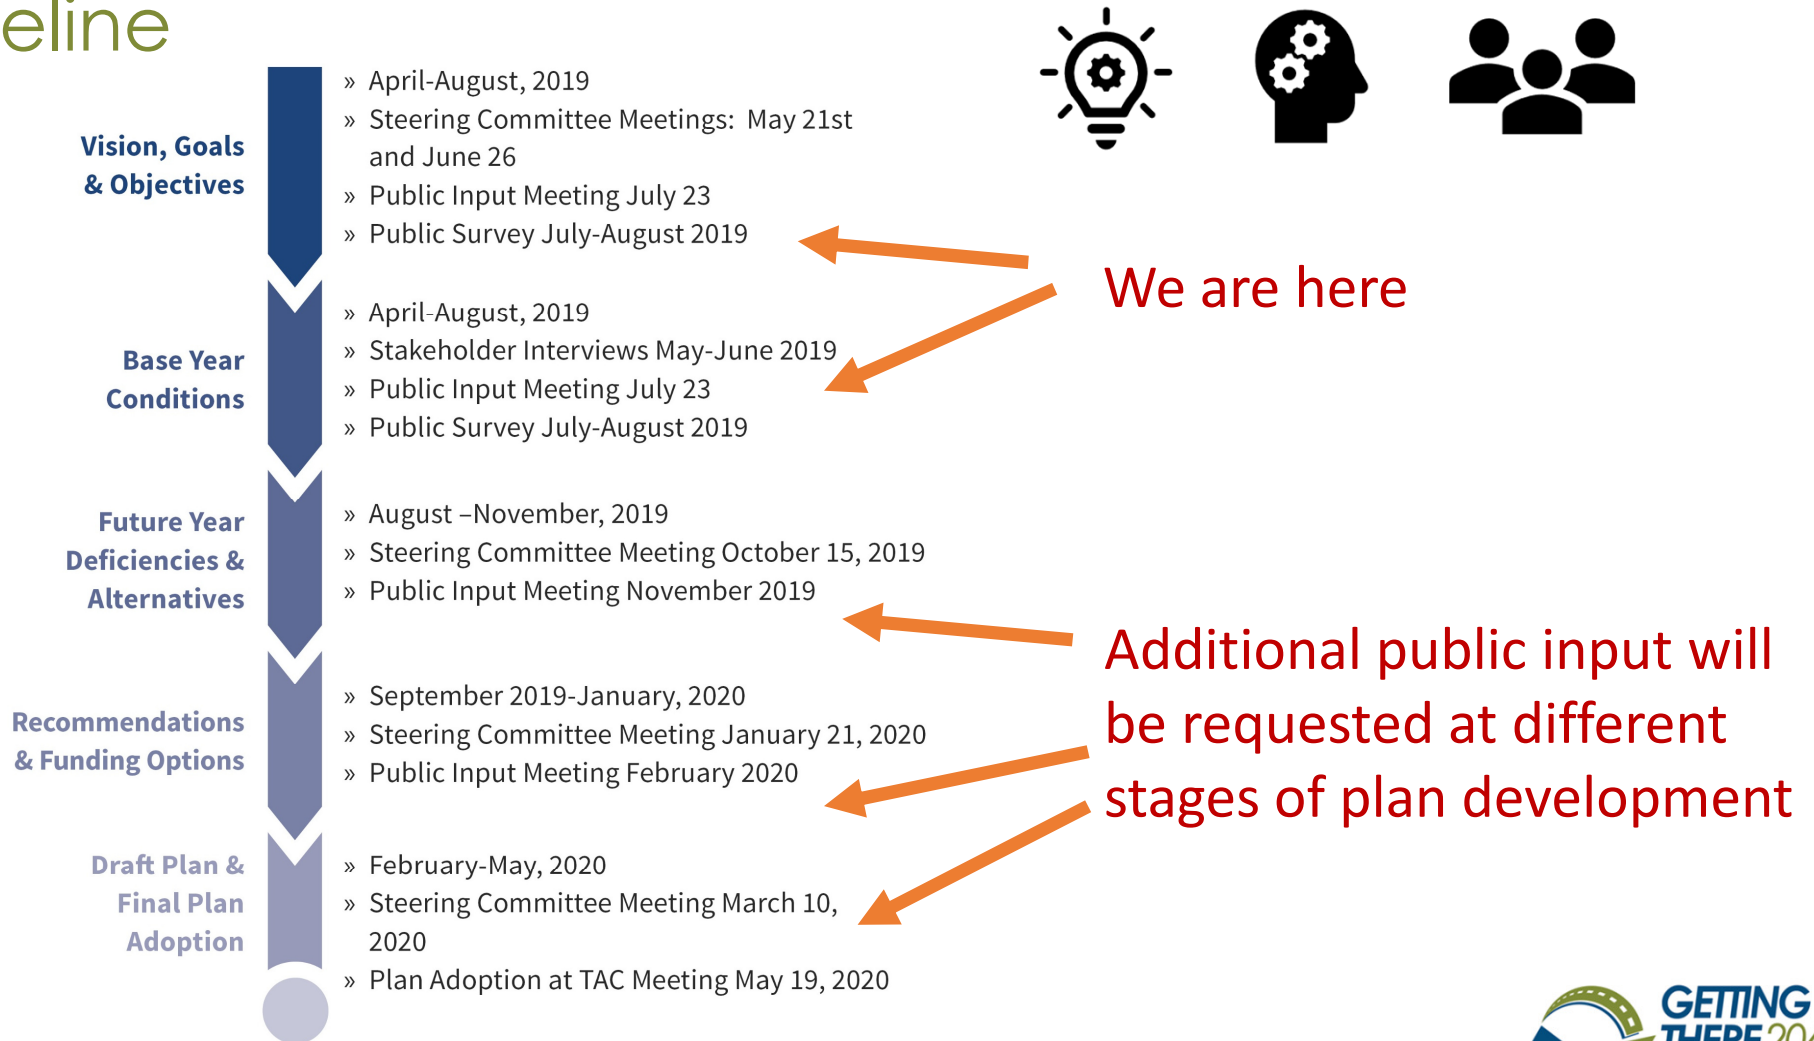 eline
Vision, Goals
& Objectives
» April-August, 2019
» Steering Committee Meetings: May 21st
and June 26
» Public Input Meeting July 23
» Public Survey July-August 2019
We are here
Base Year
Conditions
» April-August, 2019
» Stakeholder Interviews May-June 2019
» Public Input Meeting July 23
» Public Survey July-August 2019
Future Year
Deficiencies &
Alternatives
» August –November, 2019
» Steering Committee Meeting October 15, 2019
» Public Input Meeting November 2019
Additional public input will
be requested at different
stages of plan development
Recommendations
& Funding Options
» September 2019-January, 2020
» Steering Committee Meeting January 21, 2020
» Public Input Meeting February 2020
Draft Plan &
Final Plan
Adoption
» February-May, 2020
» Steering Committee Meeting March 10,
2020
» Plan Adoption at TAC Meeting May 19, 2020
GETTING
THERE